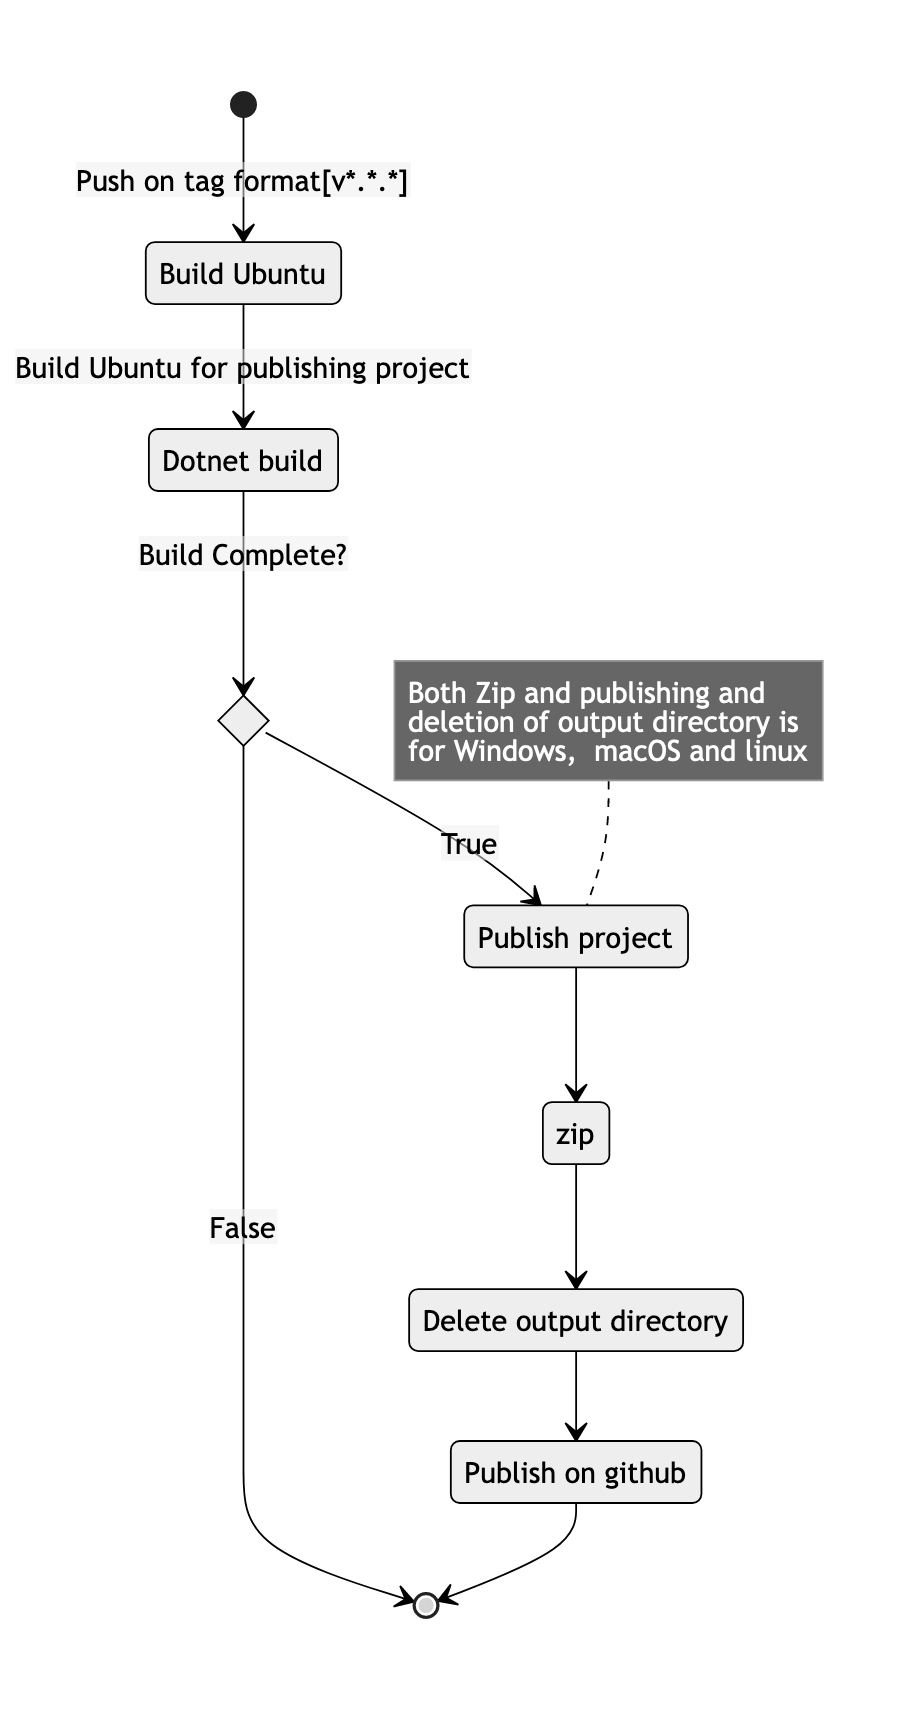 Push on tag format[v*.*.*]
Build Ubuntu
Build Ubuntu for publishing project
Dotnet build
Build Complete?
Both Zip and publishing and
deletion of output directory is
for Windows,  macOS and linux
True
Publish project
zip
False
Delete output directory
Publish on github